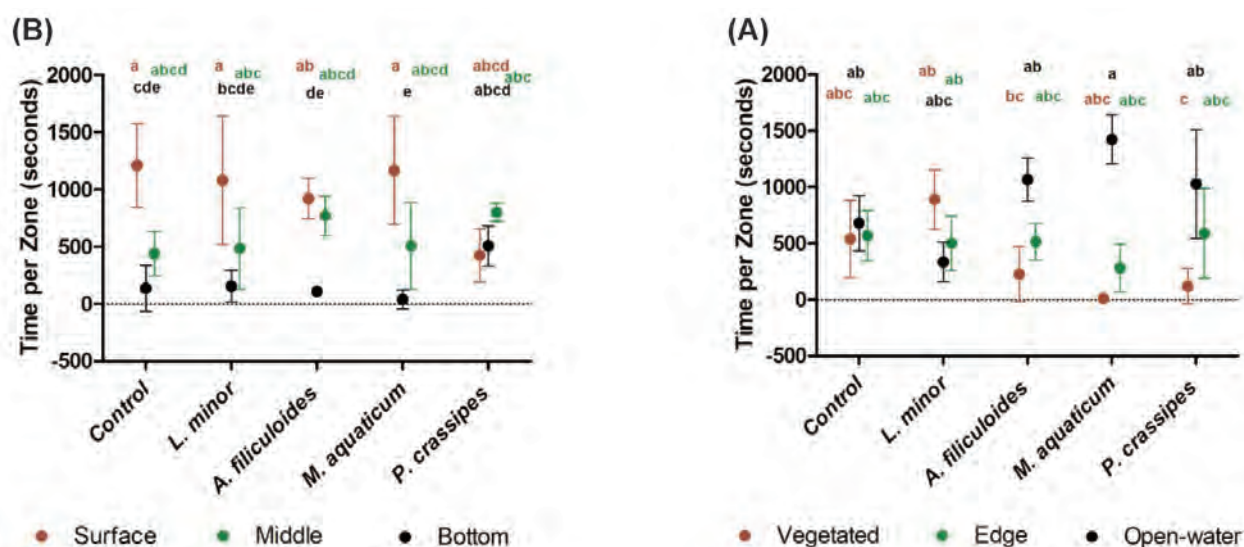 (B)
a abcd a abc ab abcd a abcd abcd abc
cde bcde de e abcd
2000
1500
1000
500
0
-500
Time per Zone (seconds)
Control
L. minor
A. filiculoides
M. aquaticum
P. crassipes
Surface Middle Bottom
(A)
ab ab ab ab a ab
abc abc abc bc abc abc abc c abc
2000
1500
1000
500
0
-500
Time per Zone (seconds)
Control
L. minor
A. filiculoides
M. aquaticum
P. crassipes
Vegetated Edge Open-water